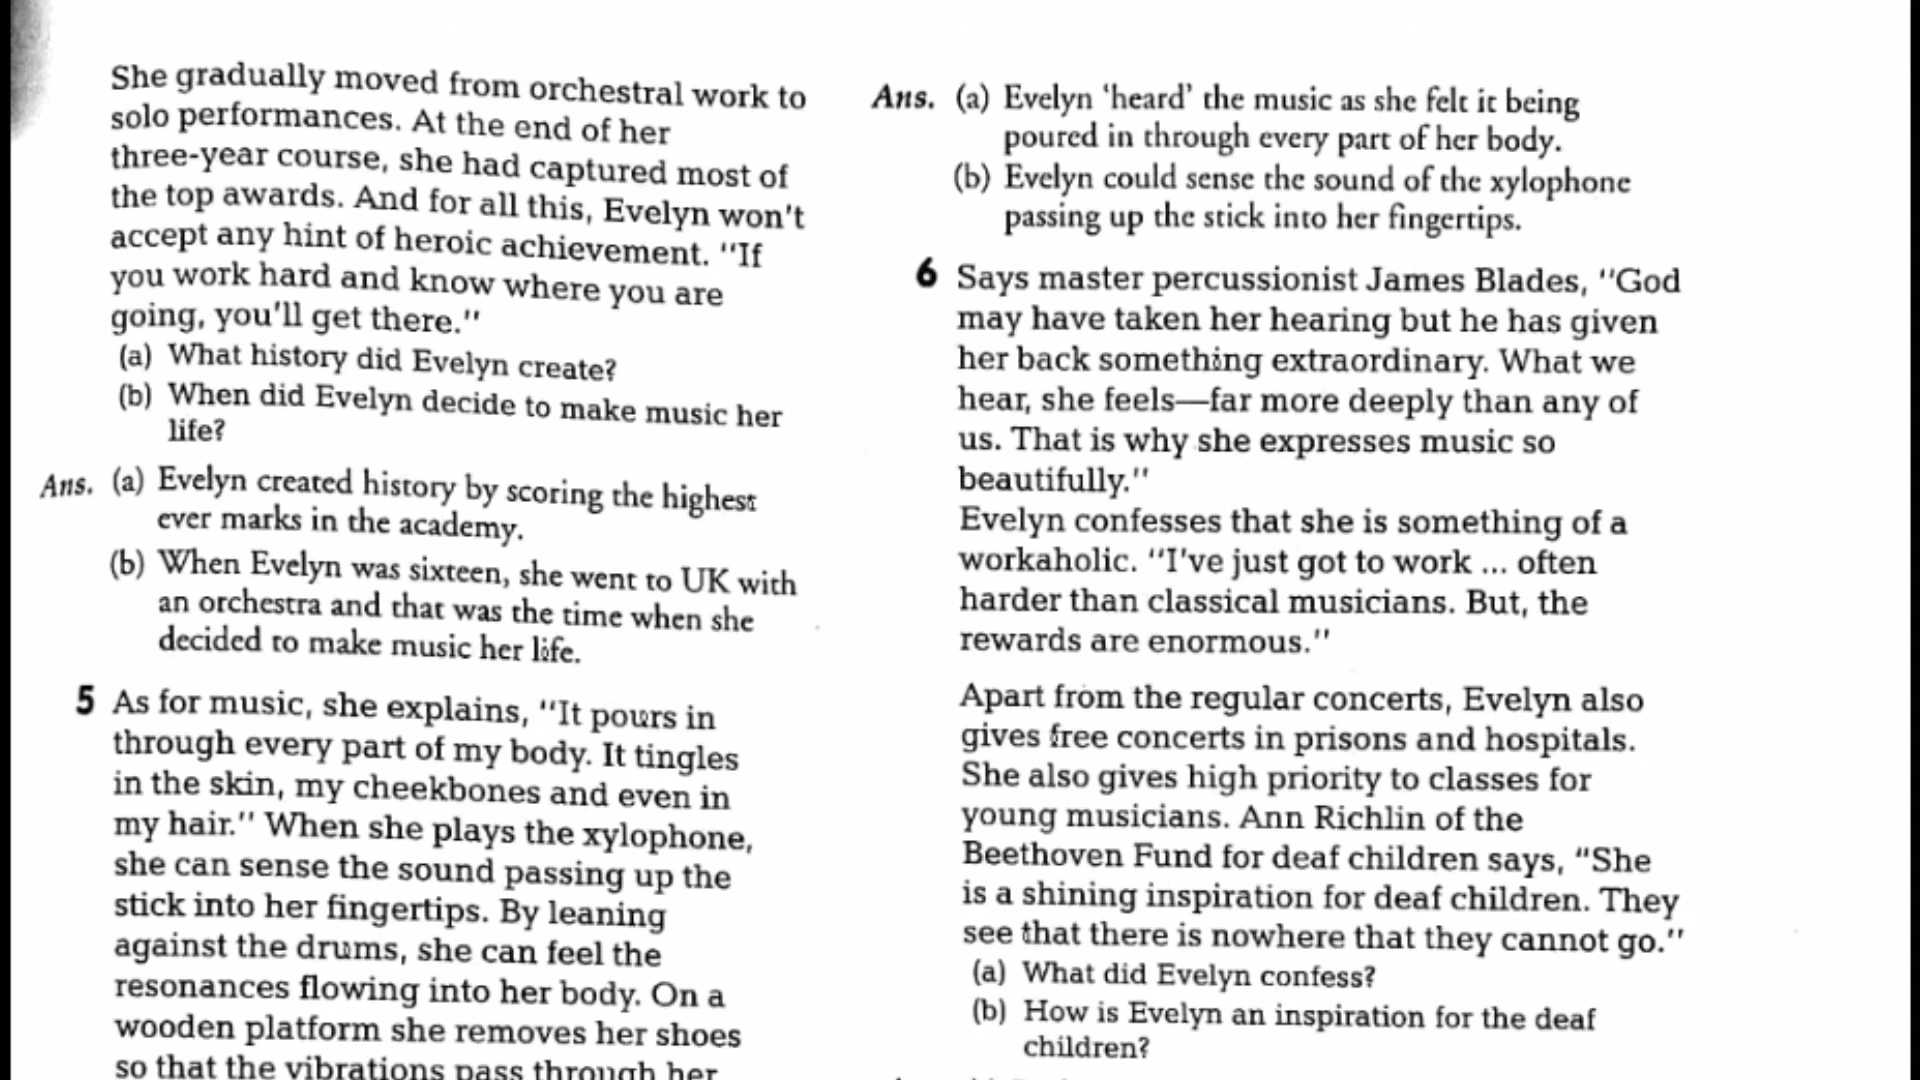 She gradually moved from orchestral work to
solo performances. At the end of her
three-year course, she had captured most of
the top awards. And for all this, Evelyn won't
accept any hint of heroic achievement. "If
you work hard and know where you are
going, you'll get there."
(a) What history did Evelyn create?
(b) When did Evelyn decide to make music her
life?
Ans. (a) Evelyn created history by scoring the highest
ever marks in the academy.
(b) When Evelyn was sixteen, she went to UK with
an orchestra and that was the time when she
decided to make music her life.
5 As for music, she explains, "It pours in
through every part of my body. It tingles
in the skin, my cheekbones and even in
my hair." When she plays the xylophone,
she can sense the sound passing up the
stick into her fingertips. By leaning
against the drums, she can feel the
resonances flowing into her body. On a
wooden platform she removes her shoes
so that the vibrations pass through her
Ans. (a) Evelyn 'heard' the music as she felt it being
poured in through every part of her body.
(b) Evelyn could sense the sound of the xylophone
passing up the stick into her fingertips.
6 Says master percussionist James Blades, "God
may have taken her hearing but he has given
her back something extraordinary. What we
hear, she feels—far more deeply than any of
us. That is why she expresses music so
beautifully."
Evelyn confesses that she is something of a
workaholic. "I've just got to work ... often
harder than classical musicians. But, the
rewards are enormous."
Apart from the regular concerts, Evelyn also
gives free concerts in prisons and hospitals.
She also gives high priority to classes for
young musicians. Ann Richlin of the
Beethoven Fund for deaf children says, "She
is a shining inspiration for deaf children. They
see that there is nowhere that they cannot go."
(a) What did Evelyn confess?
(b) How is Evelyn an inspiration for the deaf
children?